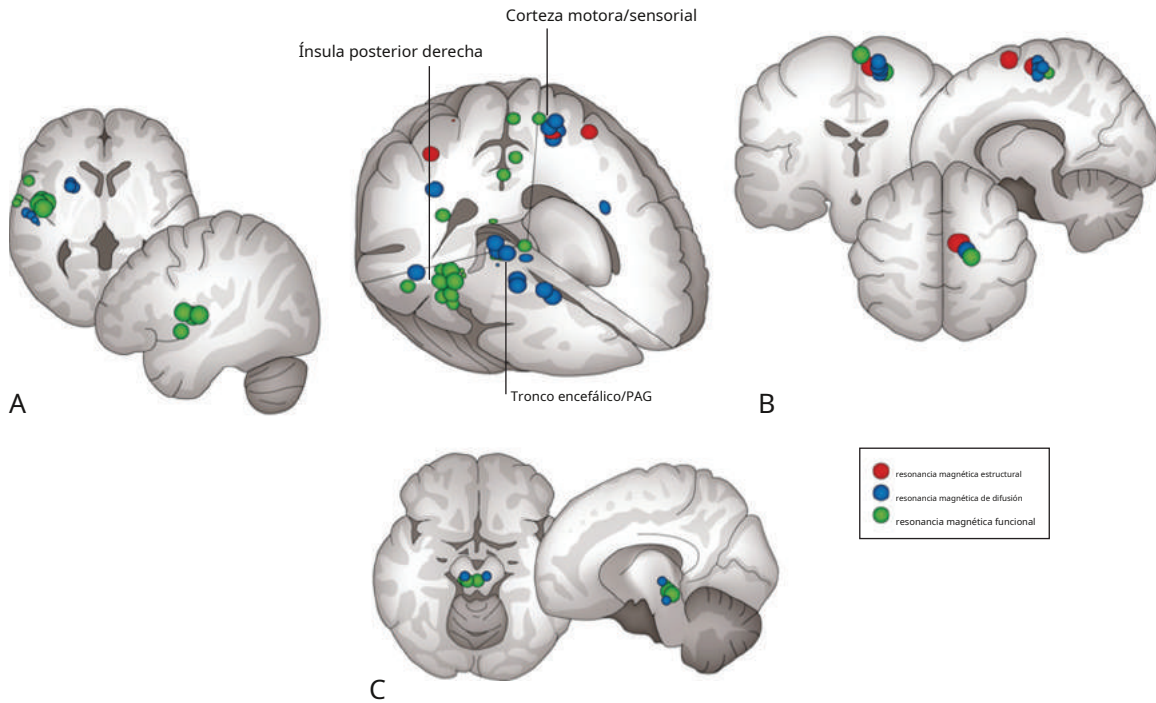 Corteza motora/sensorial
Ínsula posterior derecha
Tronco encefálico/PAG
A
B
resonancia magnética estructural
resonancia magnética de difusión
resonancia magnética funcional
C